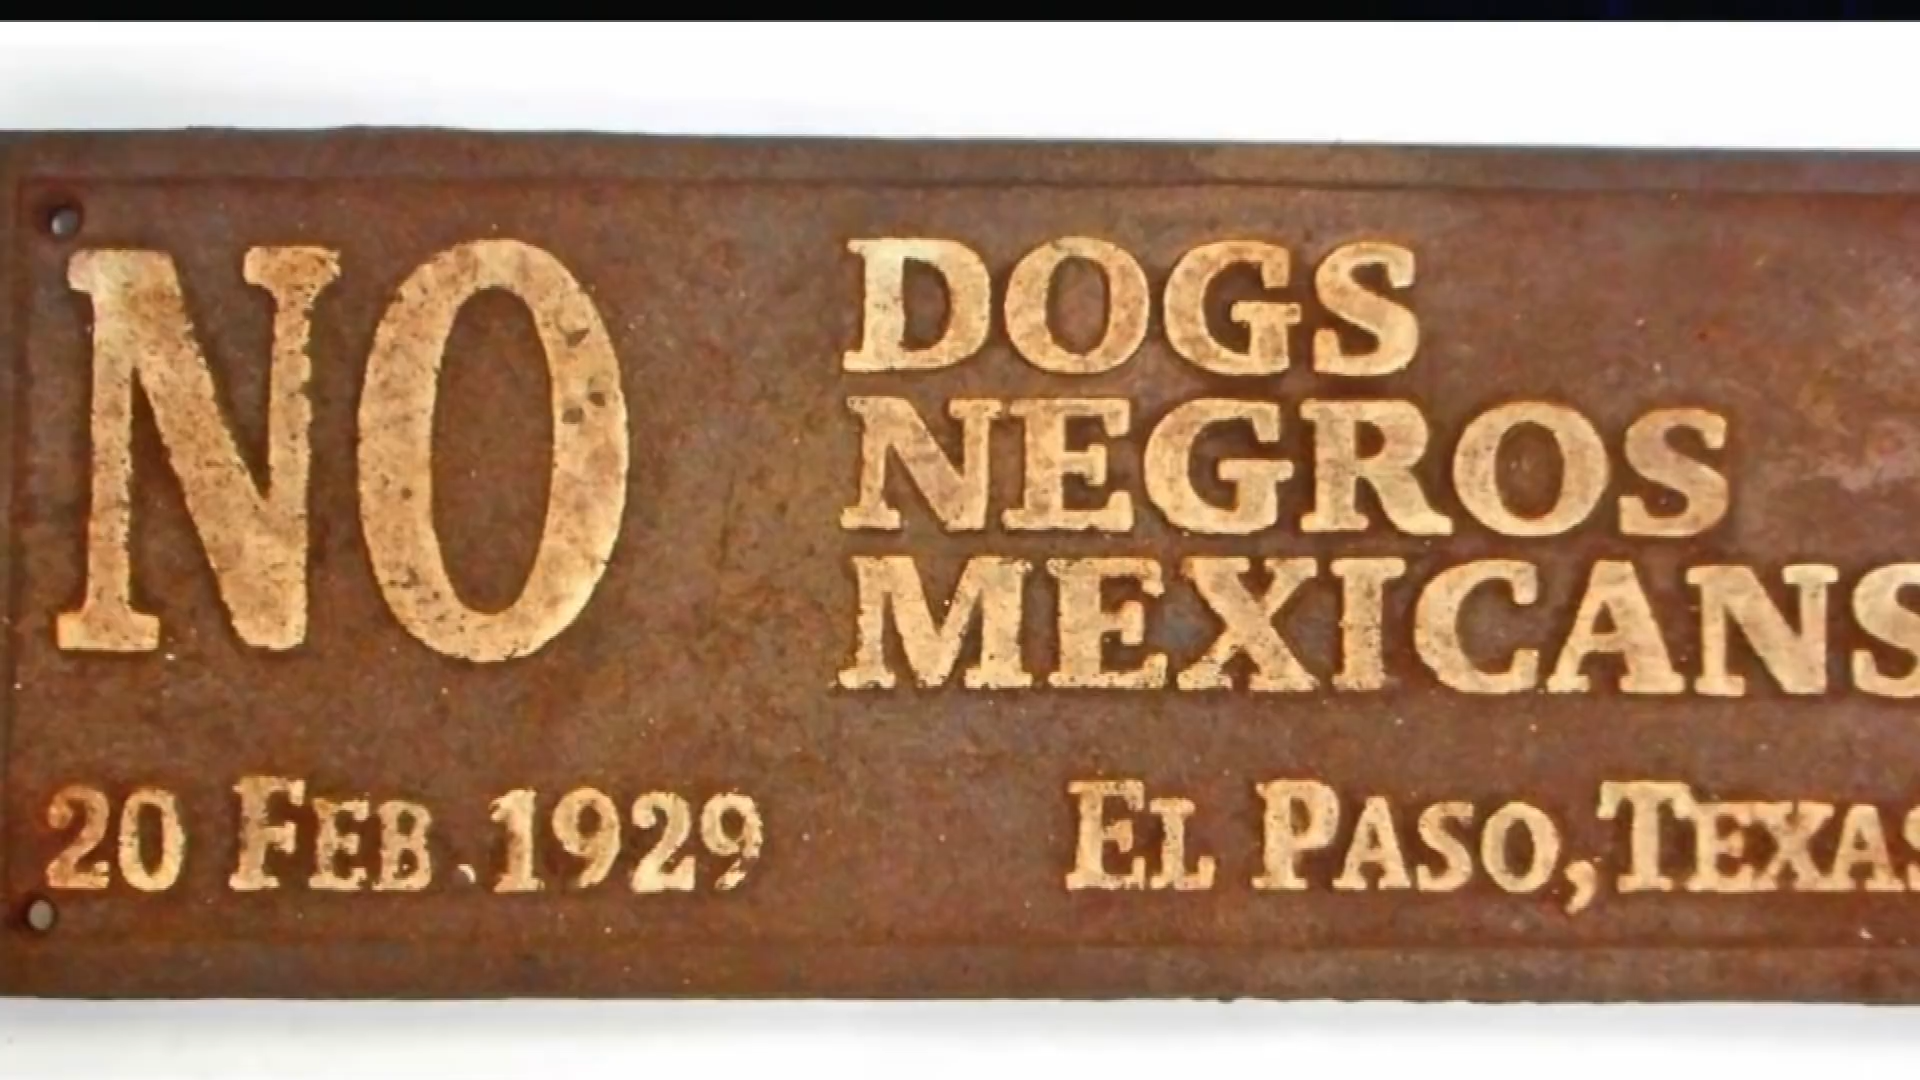 NO
DOGS
NEGROS
MEXICANS
20 FEB. 1929
EL PASO, TEXAS